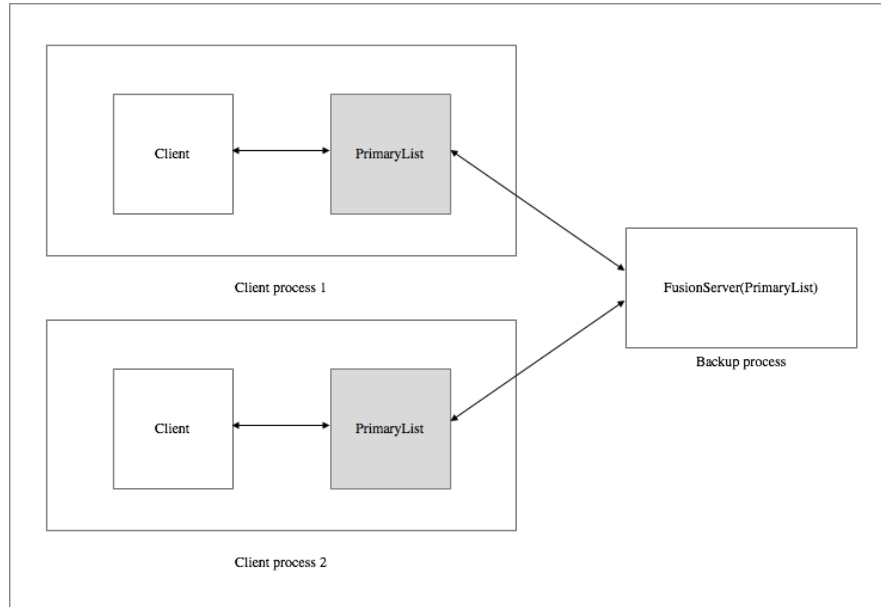 Client
PrimaryList
Client process 1
FusionServer(PrimaryList)
Backup process
Client
PrimaryList
Client process 2